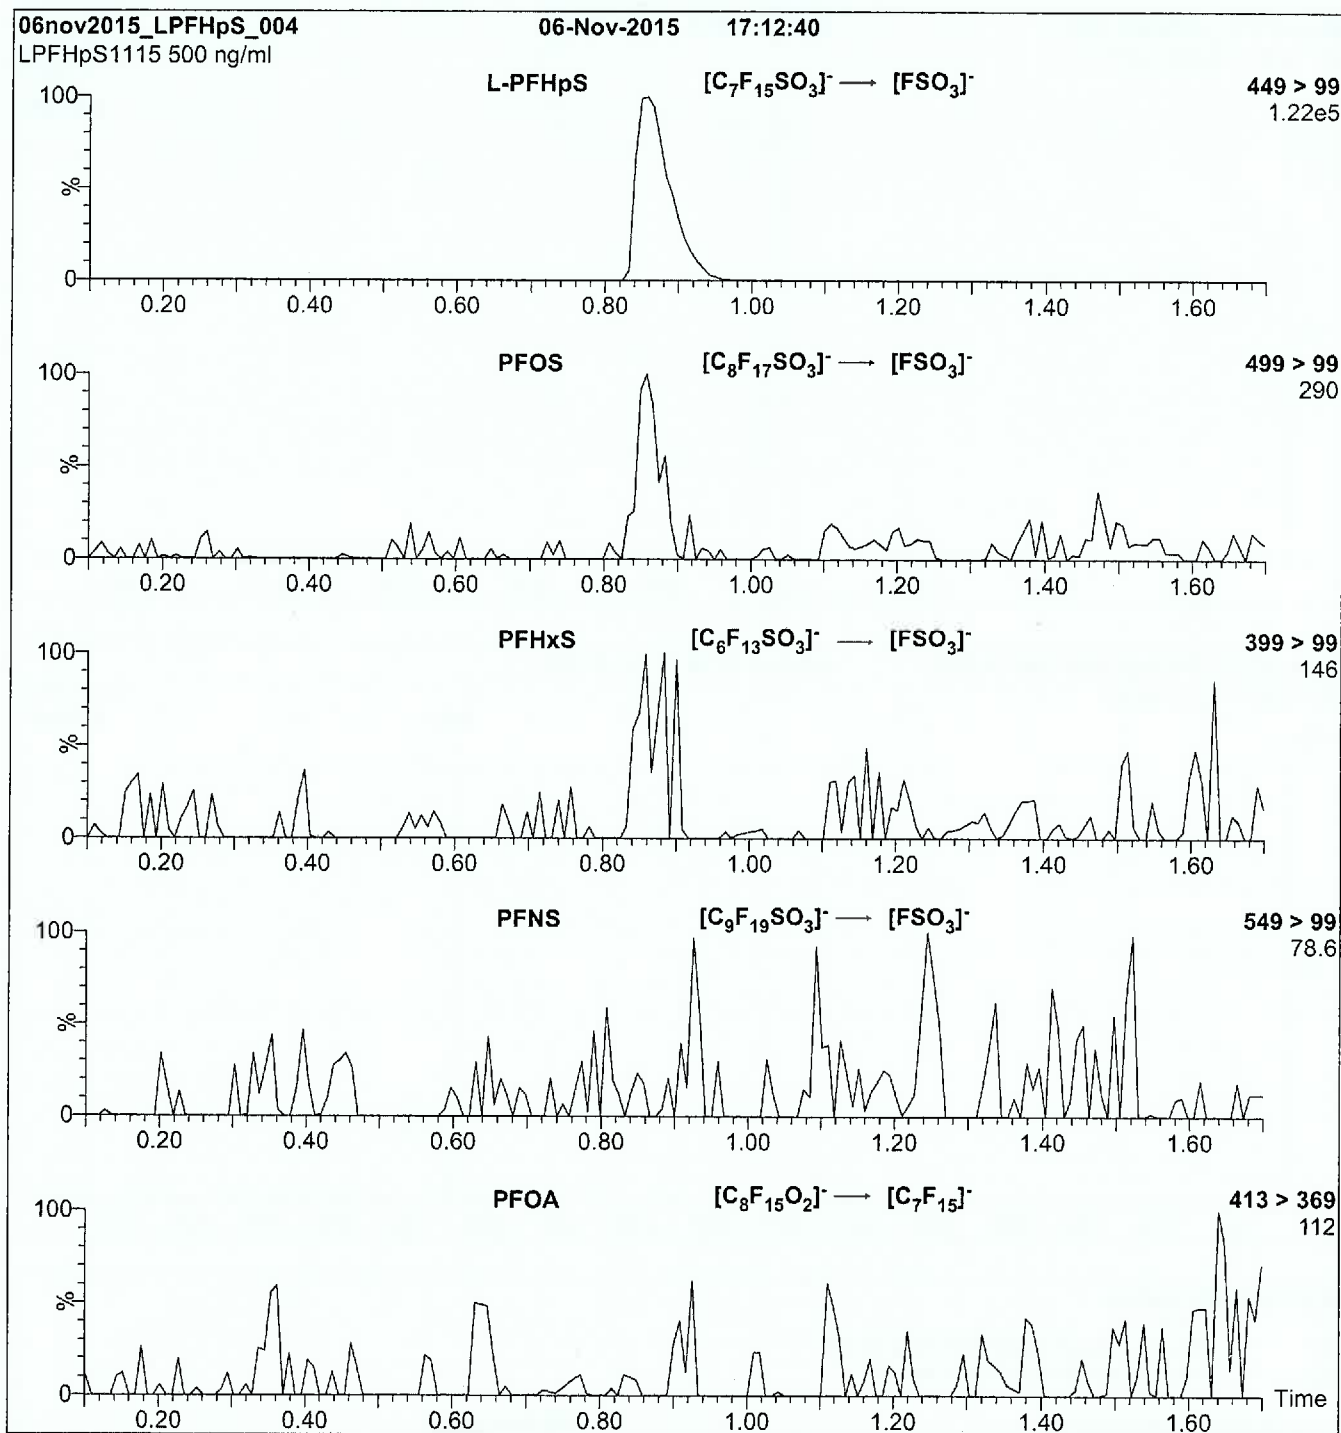 06nov2015_LPFHpS_004 06-Nov-2015 17:12:40
LPFHpS1115 500 ng/ml
L-PFHpS [C₇F₁₅SO₃]⁻ → [FSO₃]⁻ 449 > 99
1.22e5
100
%
0
0.20 0.40 0.60 0.80 1.00 1.20 1.40 1.60
PFOS [C₈F₁₇SO₃]⁻ → [FSO₃]⁻ 499 > 99
290
100
%
0
0.20 0.40 0.60 0.80 1.00 1.20 1.40 1.60
PFHxS [C₆F₁₃SO₃]⁻ → [FSO₃]⁻ 399 > 99
146
100
%
0
0.20 0.40 0.60 0.80 1.00 1.20 1.40 1.60
PFNS [C₉F₁₉SO₃]⁻ → [FSO₃]⁻ 549 > 99
78.6
100
%
0
0.20 0.40 0.60 0.80 1.00 1.20 1.40 1.60
PFOA [C₈F₁₅O₂]⁻ → [C₇F₁₅]⁻ 413 > 369
112
100
%
0 Time
0.20 0.40 0.60 0.80 1.00 1.20 1.40 1.60